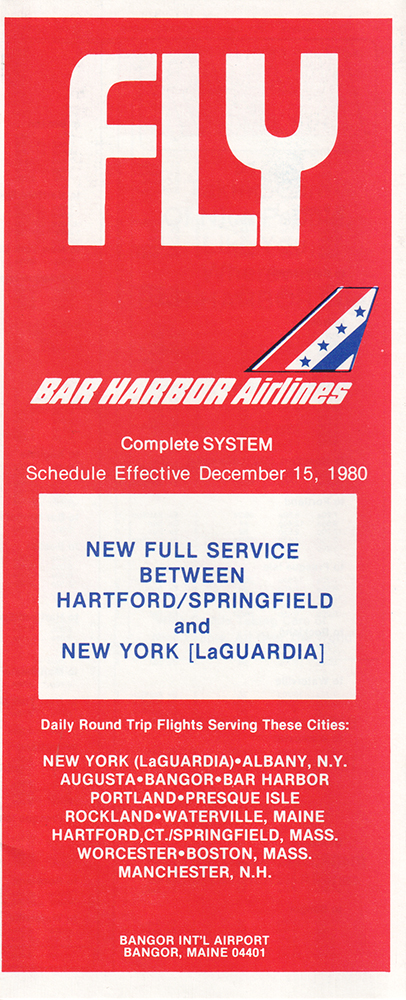 FLY
BAR HARBOR Airlines
Complete SYSTEM
Schedule Effective December 15, 1980
NEW FULL SERVICE
BETWEEN
HARTFORD/SPRINGFIELD
and
NEW YORK [LaGUARDIA]
Daily Round Trip Flights Serving These Cities:
NEW YORK (LaGUARDIA)•ALBANY, N.Y.
AUGUSTA•BANGOR•BAR HARBOR
PORTLAND•PRESQUE ISLE
ROCKLAND•WATERVILLE, MAINE
HARTFORD,CT./SPRINGFIELD, MASS.
WORCESTER•BOSTON, MASS.
MANCHESTER, N.H.
BANGOR INT'L AIRPORT
BANGOR, MAINE 04401